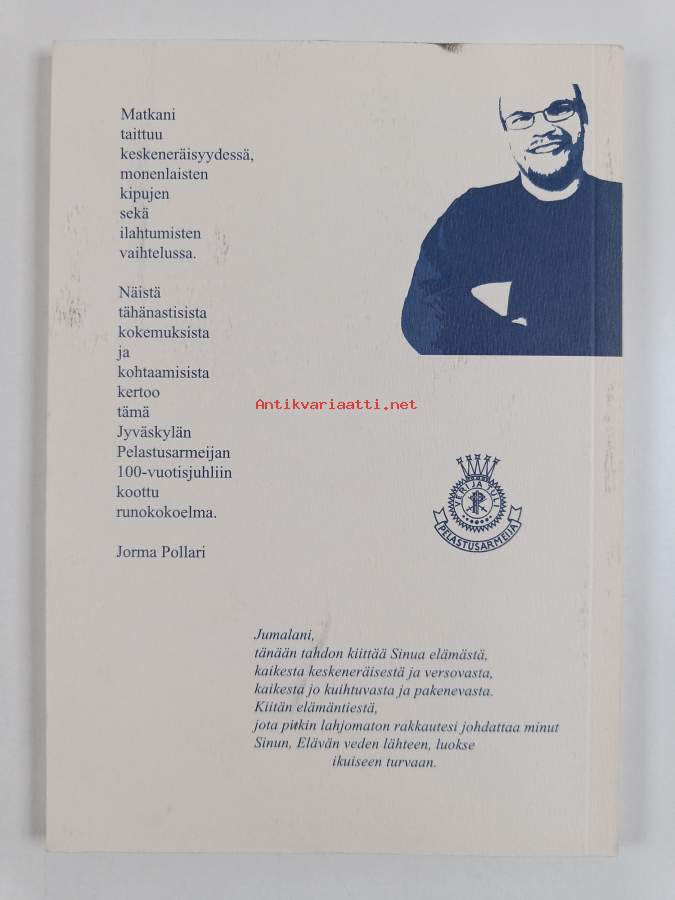 Matkani
taittuu
keskeneräisyydessä,
monenlaisten
kipujen
sekä
ilahtumisten
vaihtelussa.
Näistä
tähänastisista
kokemuksista
ja
kohtaamisista
kertoo
tämä
Jyväskylän
Pelastusarmeijan
100-vuotisjuhliin
koottu
runokokoelma.
Jorma Pollari
Antikvariaatti.net
VERI JA TULI
PELASTUSARMEIJA
Jumalani,
tänään tahdon kiittää Sinua elämästä,
kaikesta keskeneräisestä ja versovasta,
kaikesta jo kuihtuvasta ja pakenevasta.
Kiitän elämäntiestä,
jota pitkin lahjomaton rakkautesi johdattaa minut
Sinun, Elävän veden lähteen, luokse
ikuiseen turvaan.